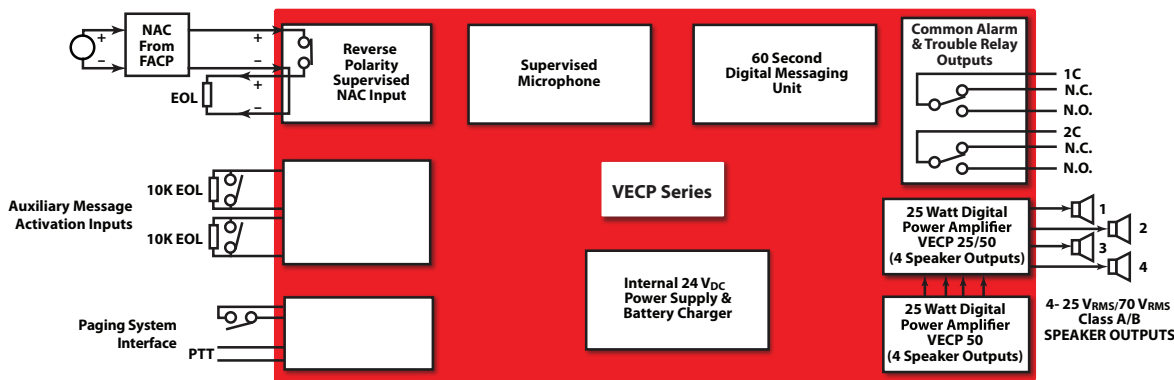 NAC
From
FACP
+
–
+
–
+
–
EOL
Reverse
Polarity
Supervised
NAC Input
Supervised
Microphone
60 Second
Digital Messaging
Unit
Common Alarm
& Trouble Relay
Outputs
1C
N.C.
N.O.
2C
N.C.
N.O.
10K EOL
Auxiliary Message
Activation Inputs
10K EOL
VECP Series
25 Watt Digital
Power Amplifier
VECP 25/50
(4 Speaker Outputs)
1
2
3
4
Paging System
Interface
PTT
Internal 24 VDC
Power Supply &
Battery Charger
25 Watt Digital
Power Amplifier
VECP 50
(4 Speaker Outputs)
4- 25 VRMS/70 VRMS
Class A/B
SPEAKER OUTPUTS